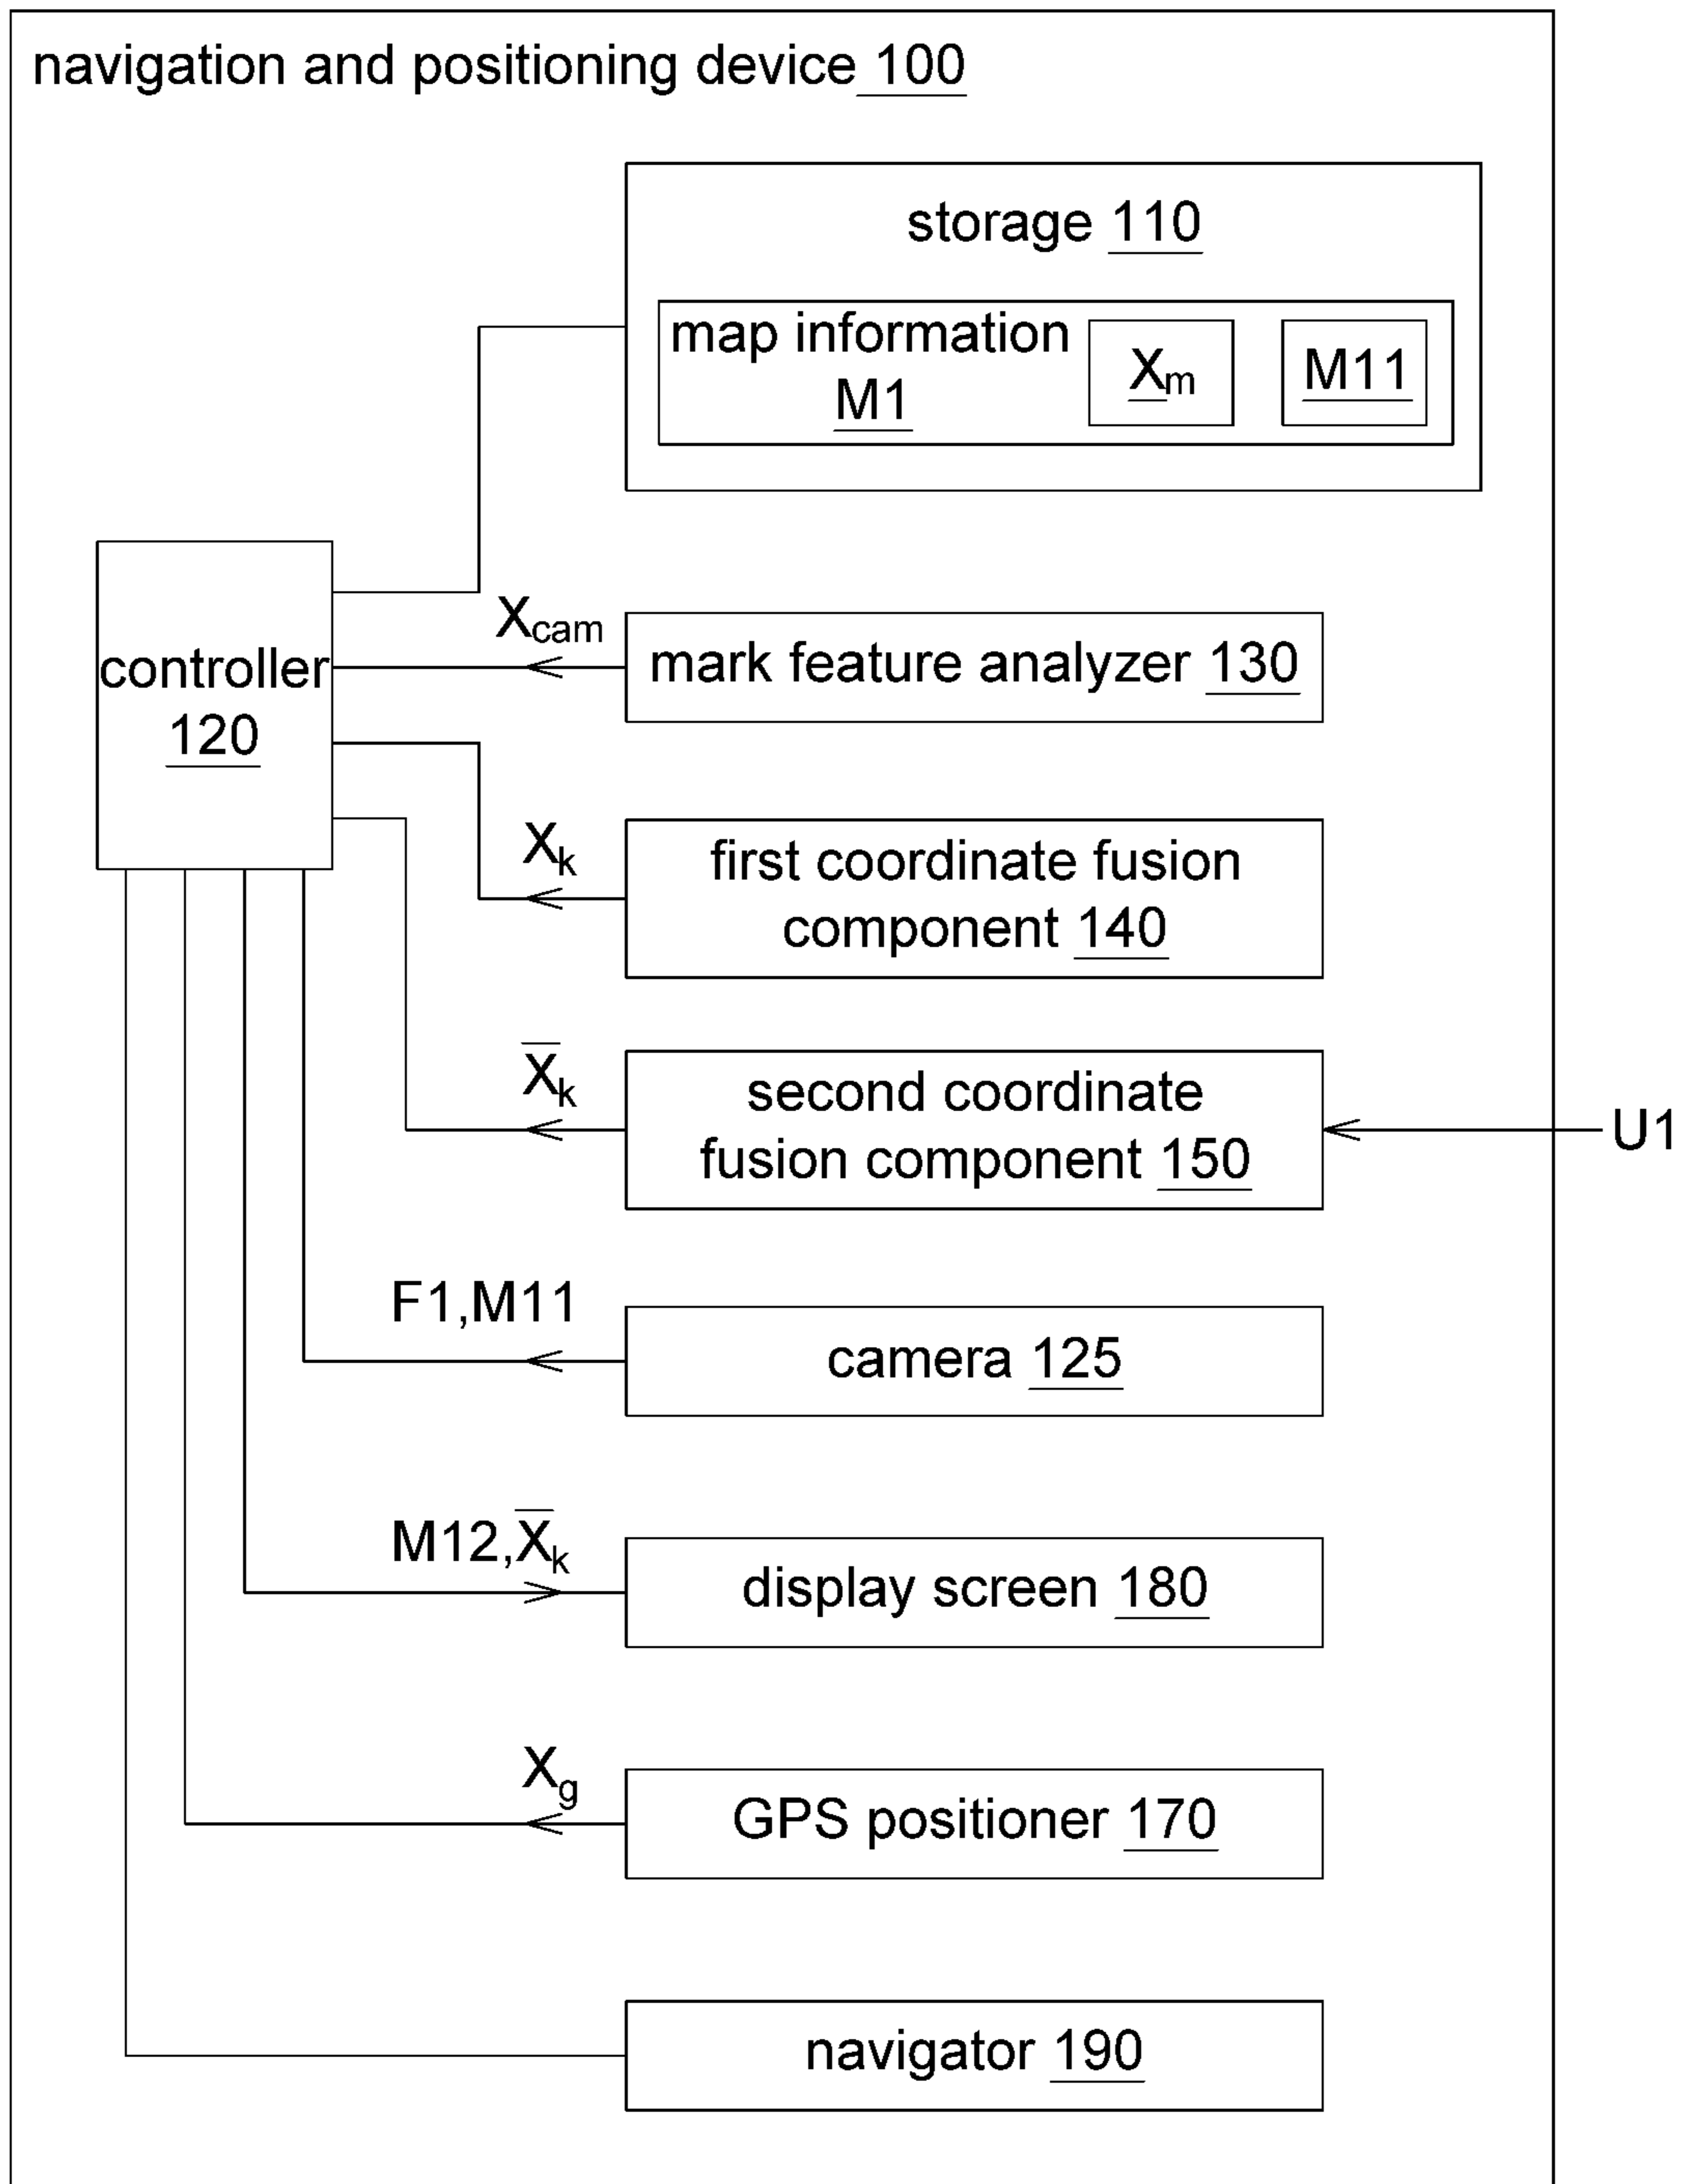 navigation and positioning device 100
storage 110
map information
M1
Xm
M11
controller
120
Xcam
mark feature analyzer 130
Xk
first coordinate fusion
component 140
X̅k
second coordinate
fusion component 150
U1
F1,M11
camera 125
M12,X̅k
display screen 180
Xg
GPS positioner 170
navigator 190